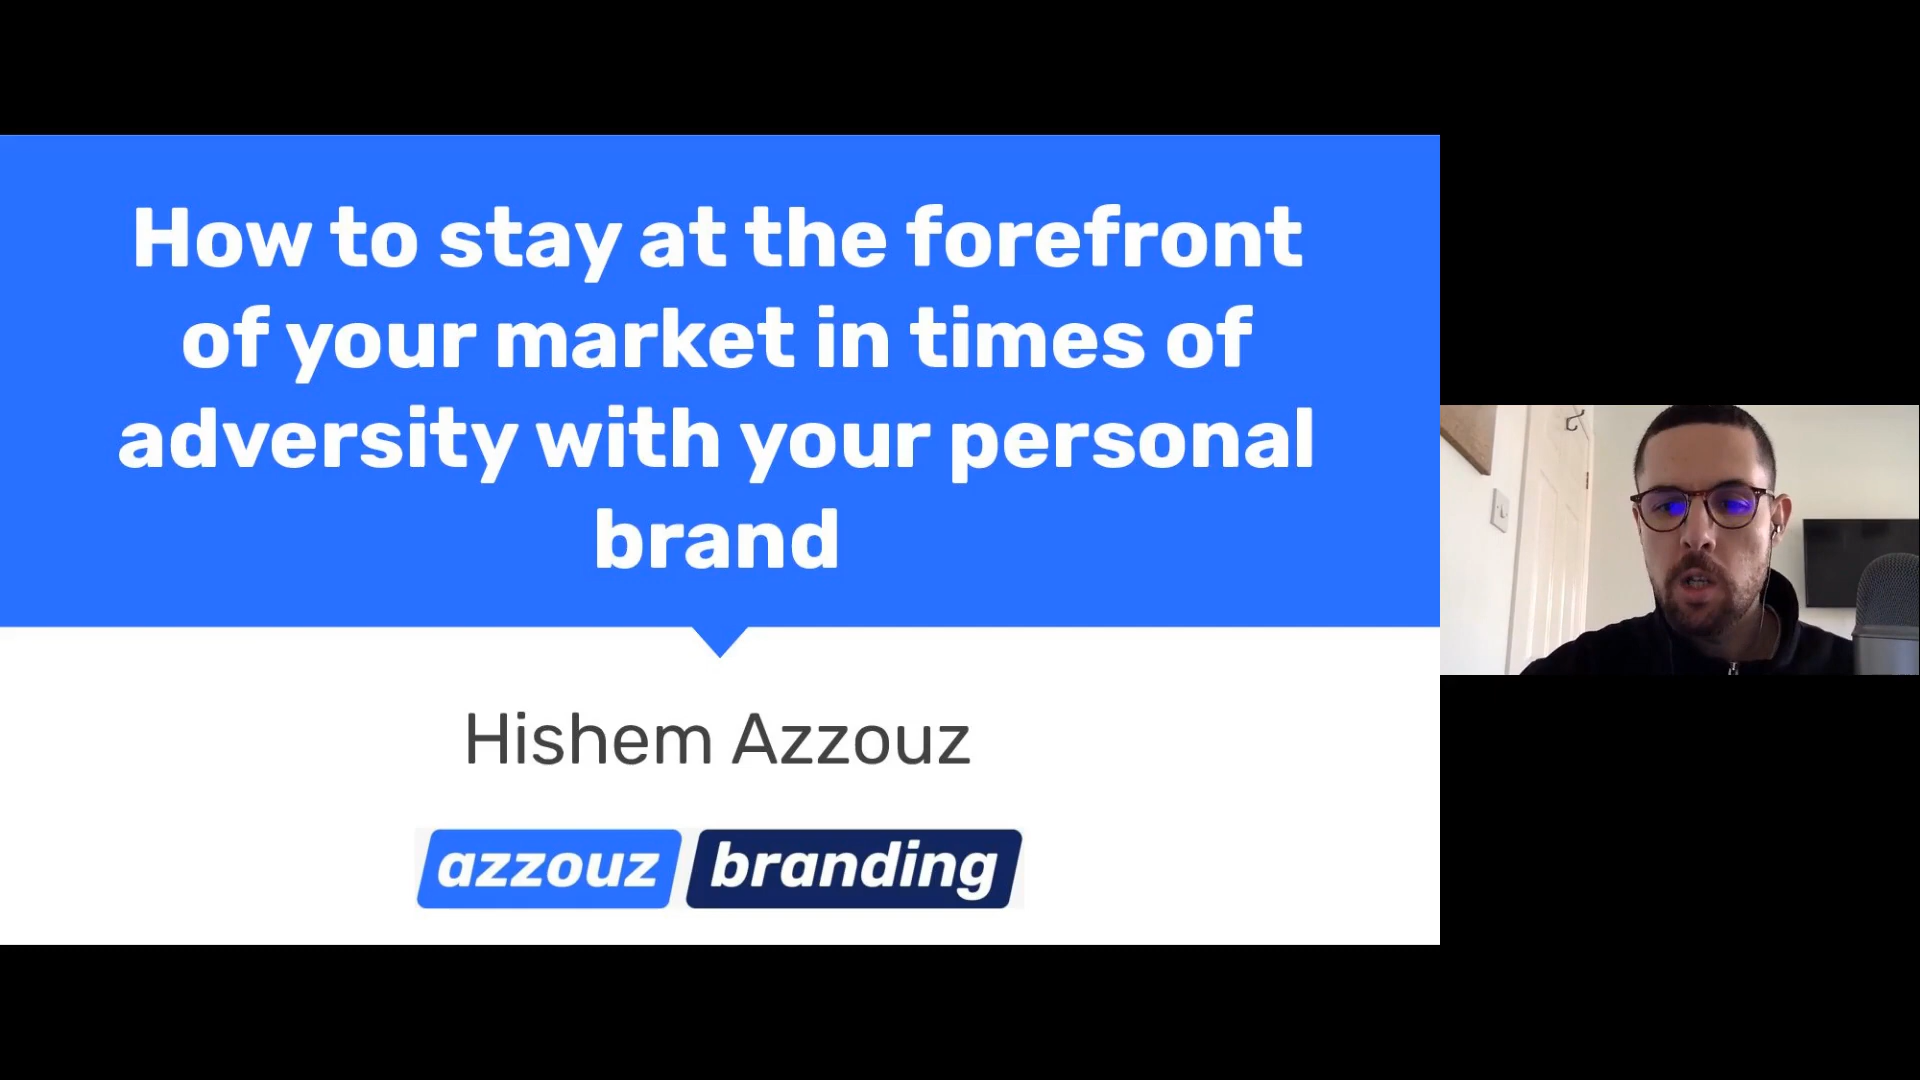 How to stay at the forefront
of your market in times of
adversity with your personal
brand
Hishem Azzouz
azzouz branding